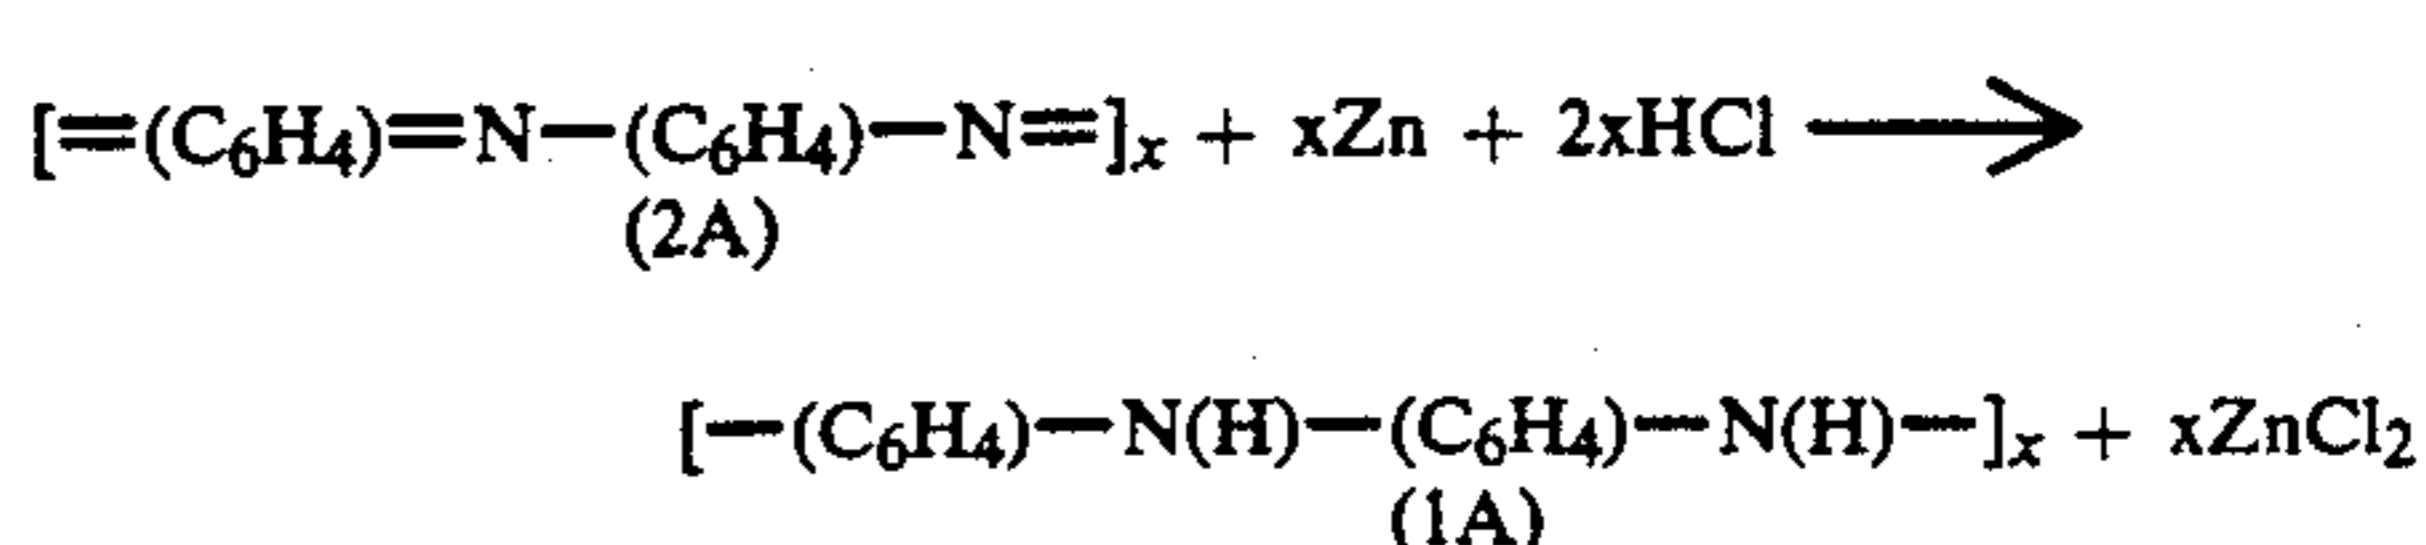 [=(C₆H₄)=N—(C₆H₄)—N=]ₓ + xZn + 2xHCl ⟶
(2A)
[—(C₆H₄)—N(H)—(C₆H₄)—N(H)—]ₓ + xZnCl₂
(1A)